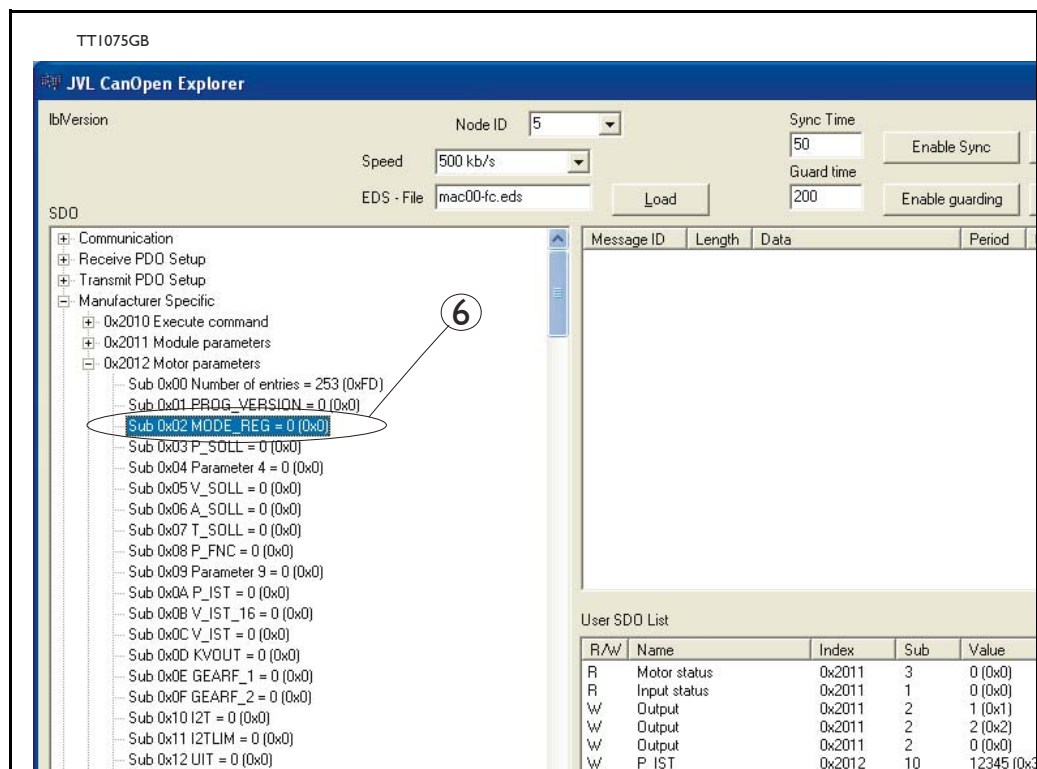 TT1075GB
JVL CanOpen Explorer
lblVersion
Node ID 5
Sync Time
50
Enable Sync
Speed 500 kb/s
Guard time
EDS - File mac00-fc.eds
Load
200
Enable guarding
SDO
Communication
Receive PDO Setup
Transmit PDO Setup
Manufacturer Specific
0x2010 Execute command
0x2011 Module parameters
0x2012 Motor parameters
Sub 0x00 Number of entries = 253 (0xFD)
Sub 0x01 PROG_VERSION = 0 (0x0)
Sub 0x02 MODE_REG = 0 (0x0)
Sub 0x03 P_SOLL = 0 (0x0)
Sub 0x04 Parameter 4 = 0 (0x0)
Sub 0x05 V_SOLL = 0 (0x0)
Sub 0x06 A_SOLL = 0 (0x0)
Sub 0x07 T_SOLL = 0 (0x0)
Sub 0x08 P_FNC = 0 (0x0)
Sub 0x09 Parameter 9 = 0 (0x0)
Sub 0x0A P_IST = 0 (0x0)
Sub 0x0B V_IST_16 = 0 (0x0)
Sub 0x0C V_IST = 0 (0x0)
Sub 0x0D KVOUT = 0 (0x0)
Sub 0x0E GEARF_1 = 0 (0x0)
Sub 0x0F GEARF_2 = 0 (0x0)
Sub 0x10 I2T = 0 (0x0)
Sub 0x11 I2TLIM = 0 (0x0)
Sub 0x12 UIT = 0 (0x0)
6
Message ID Length Data Period
User SDO List
R/W Name Index Sub Value
R Motor status 0x2011 3 0 (0x0)
R Input status 0x2011 1 0 (0x0)
W Output 0x2011 2 1 (0x1)
W Output 0x2011 2 2 (0x2)
W Output 0x2011 2 0 (0x0)
W P_IST 0x2012 10 12345 (0x3